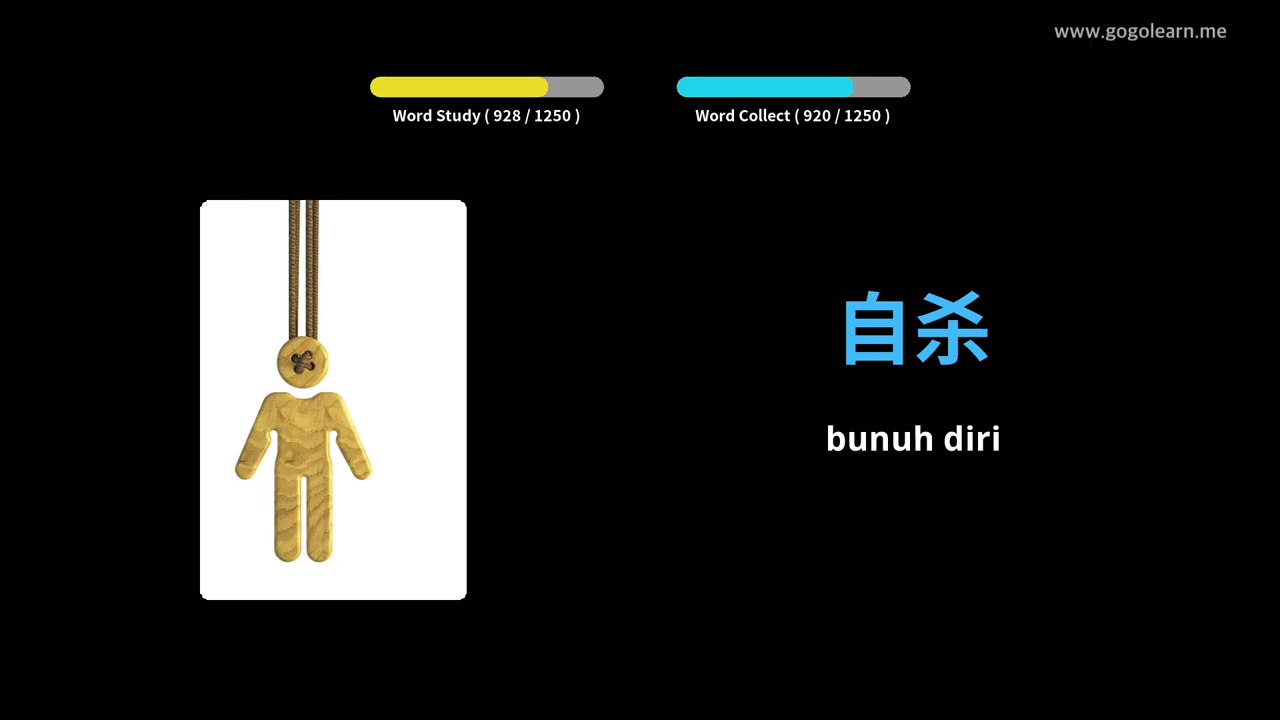 www.gogolearn.me
Word Study ( 928 / 1250 )
Word Collect ( 920 / 1250 )
自杀
bunuh diri